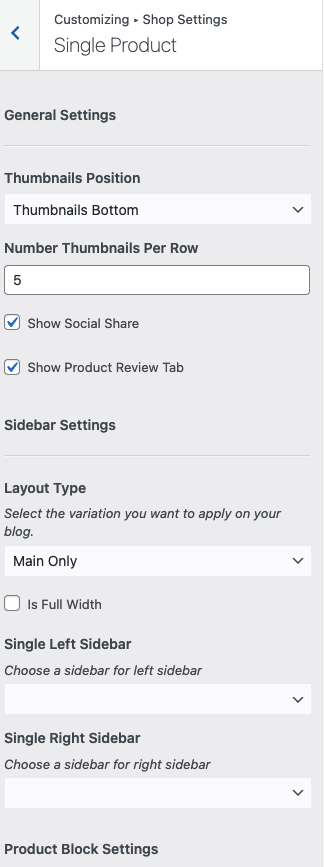 Customizing ▸ Shop Settings
Single Product
General Settings
Thumbnails Position
Thumbnails Bottom
Number Thumbnails Per Row
5
Show Social Share
Show Product Review Tab
Sidebar Settings
Layout Type
Select the variation you want to apply on your
blog.
Main Only
Is Full Width
Single Left Sidebar
Choose a sidebar for left sidebar
Single Right Sidebar
Choose a sidebar for right sidebar
Product Block Settings